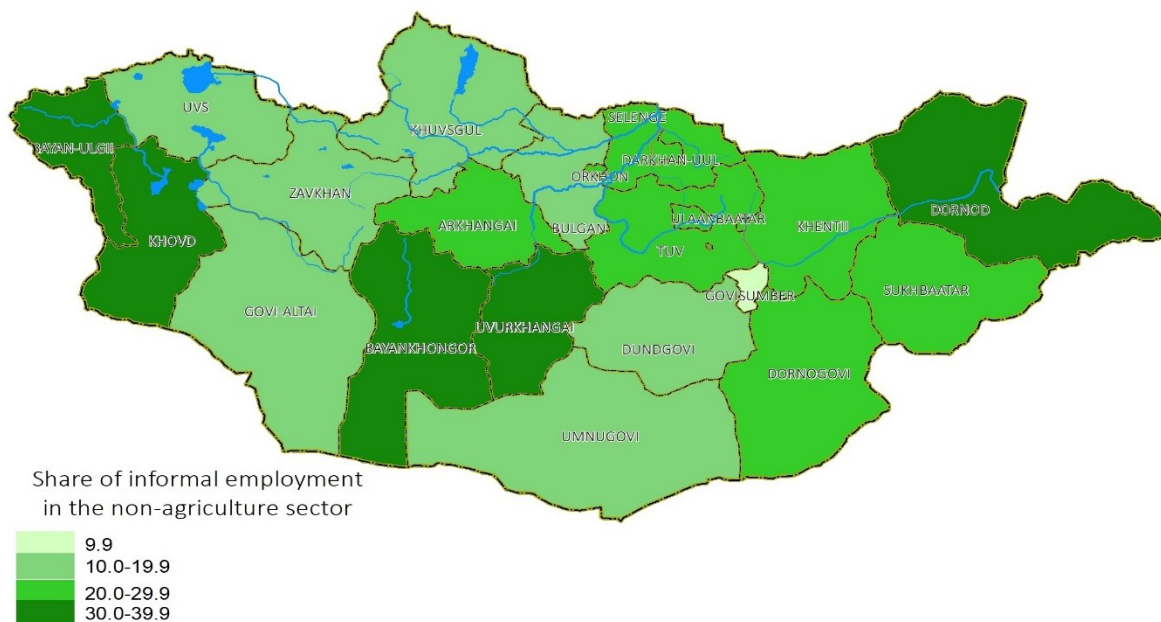 UVS
BAYAN-ULGII
KHUVSGUL
SELENGE
DARKHAN-UUL
ORKHON
ZAVKHAN
ARKHANGAI
BULGAN
ULAANBAATAR
KHENTII
DORNOD
KHOVD
TUV
GOVISUMBER
SUKHBAATAR
GOVI-ALTAI
UVURKHANGAI
BAYANKHONGOR
DUNDGOVI
DORNOGOVI
UMNUGOVI
Share of informal employment
in the non-agriculture sector
9.9
10.0-19.9
20.0-29.9
30.0-39.9